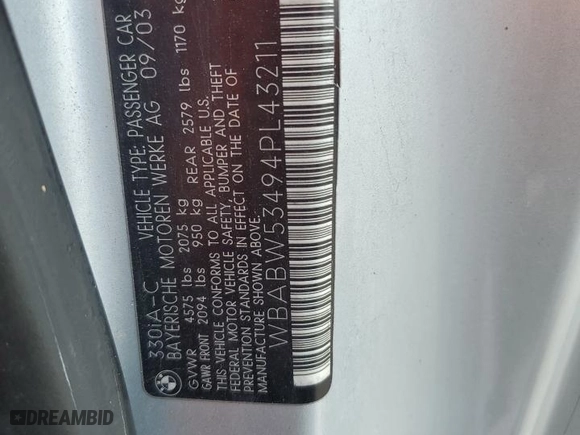 330iA-C VEHICLE TYPE: PASSENGER CAR
BAYERISCHE MOTOREN WERKE AG 09/03
GVWR 4575 lbs 2075 kg
GAWR FRONT 2094 lbs 950 kg REAR 2579 lbs 1170 kg
THIS VEHICLE CONFORMS TO ALL APPLICABLE U.S.
FEDERAL MOTOR VEHICLE SAFETY, BUMPER AND THEFT
PREVENTION STANDARDS IN EFFECT ON THE DATE OF
MANUFACTURE SHOWN ABOVE.
WBABW53494PL43211
DREAMBID